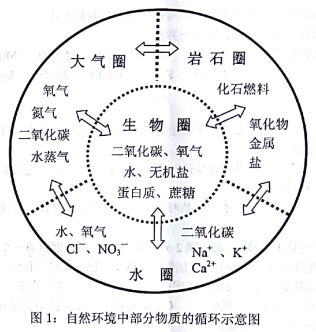 大气圈
岩石圈
氧气
氮气
二氧化碳
水蒸气
化石燃料
氧化物
金属
盐
生物圈
二氧化碳、氧气
水、无机盐
蛋白质、蔗糖
水、氧气
Cl⁻、NO₃⁻
二氧化碳
Na⁺、K⁺
Ca²⁺
水圈
图 1：自然环境中部分物质的循环示意图